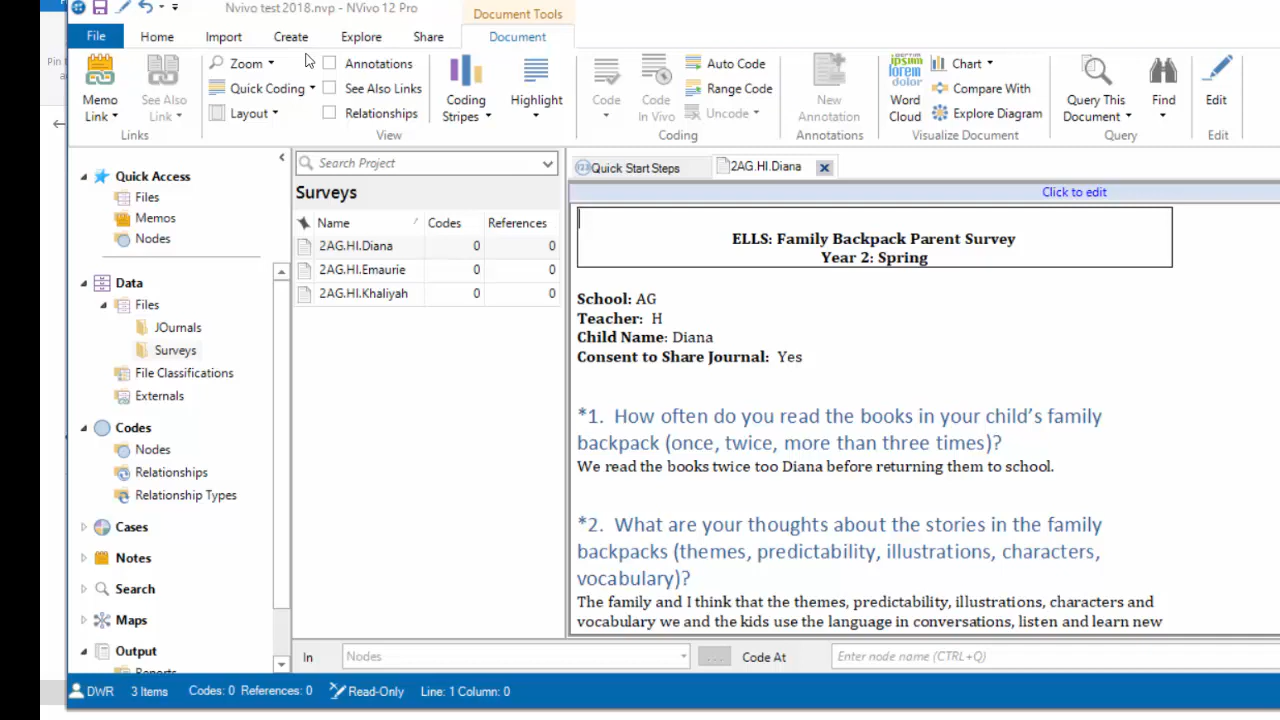 Nvivo test 2018.nvp - NVivo 12 Pro
Document Tools
File Home Import Create Explore Share Document
Zoom Annotations
Quick Coding See Also Links
Layout Relationships
Memo Link
See Also Link
Coding Stripes
Highlight
Code
Code In Vivo
Auto Code
Range Code
Uncode
New Annotation
Word Cloud
Chart
Compare With
Explore Diagram
Query This Document
Find
Edit
Links View Coding Annotations Visualize Document Query Edit
Quick Access
Files
Memos
Nodes
Data
Files
JOurnals
Surveys
File Classifications
Externals
Codes
Nodes
Relationships
Relationship Types
Cases
Notes
Search
Maps
Output
Reports
Search Project
Surveys
Name Codes References
2AG.HI.Diana 0 0
2AG.HI.Emaurie 0 0
2AG.HI.Khaliyah 0 0
Quick Start Steps 2AG.HI.Diana
Click to edit
ELLS: Family Backpack Parent Survey
Year 2: Spring
School: AG
Teacher: H
Child Name: Diana
Consent to Share Journal: Yes
*1. How often do you read the books in your child's family
backpack (once, twice, more than three times)?
We read the books twice too Diana before returning them to school.
*2. What are your thoughts about the stories in the family
backpacks (themes, predictability, illustrations, characters,
vocabulary)?
The family and I think that the themes, predictability, illustrations, characters and
vocabulary we and the kids use the language in conversations, listen and learn new
In Nodes ... Code At Enter node name (CTRL+Q)
DWR 3 Items Codes: 0 References: 0 Read-Only Line: 1 Column: 0